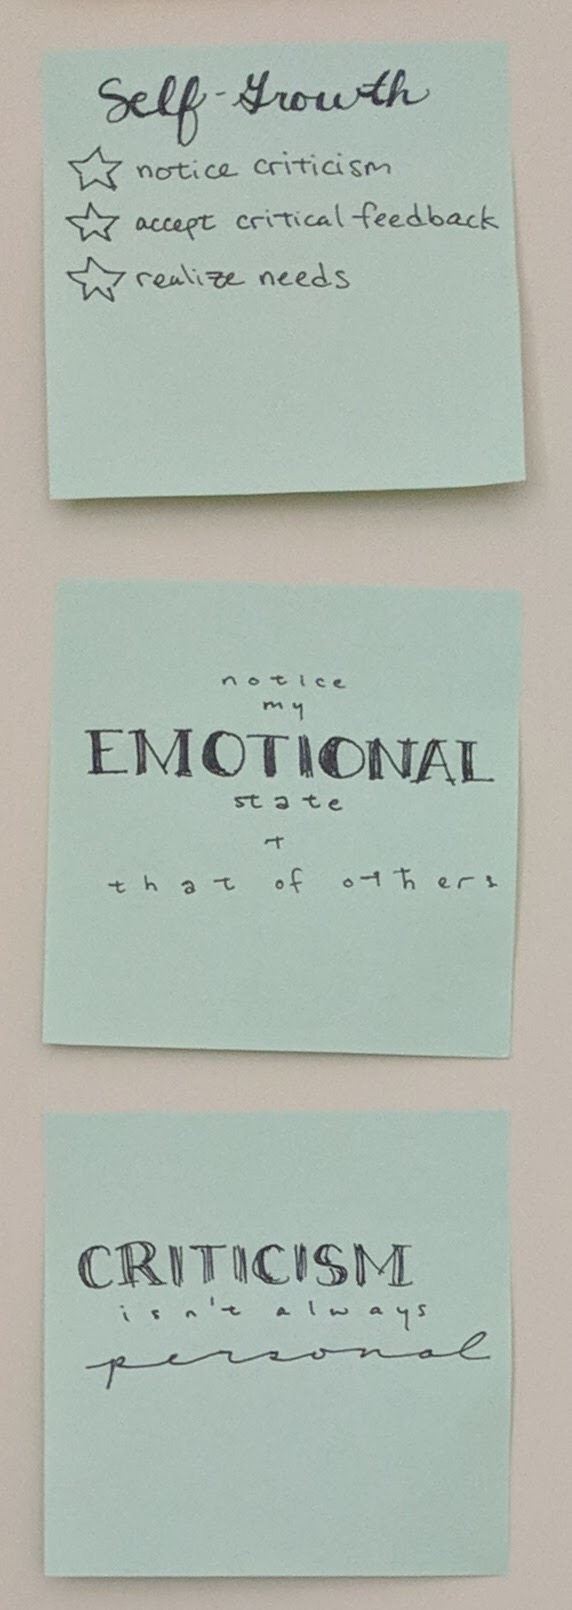 Self-Growth
☆ notice criticism
☆ accept critical feedback
☆ realize needs
notice
my
EMOTIONAL
state
+
that of others
CRITICISM
isn't always
personal